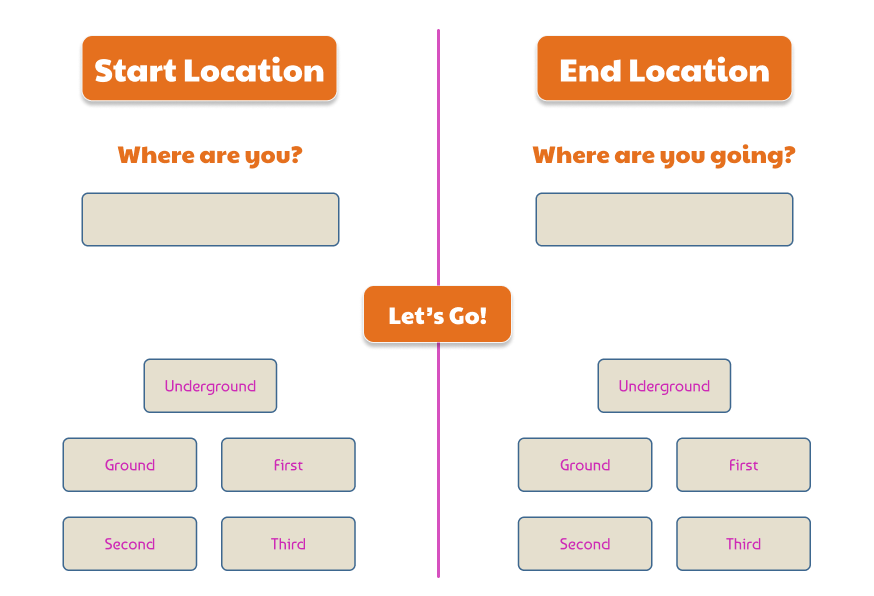 Start Location
Where are you?
End Location
Where are you going?
Let's Go!
Underground
Ground
First
Second
Third
Underground
Ground
First
Second
Third